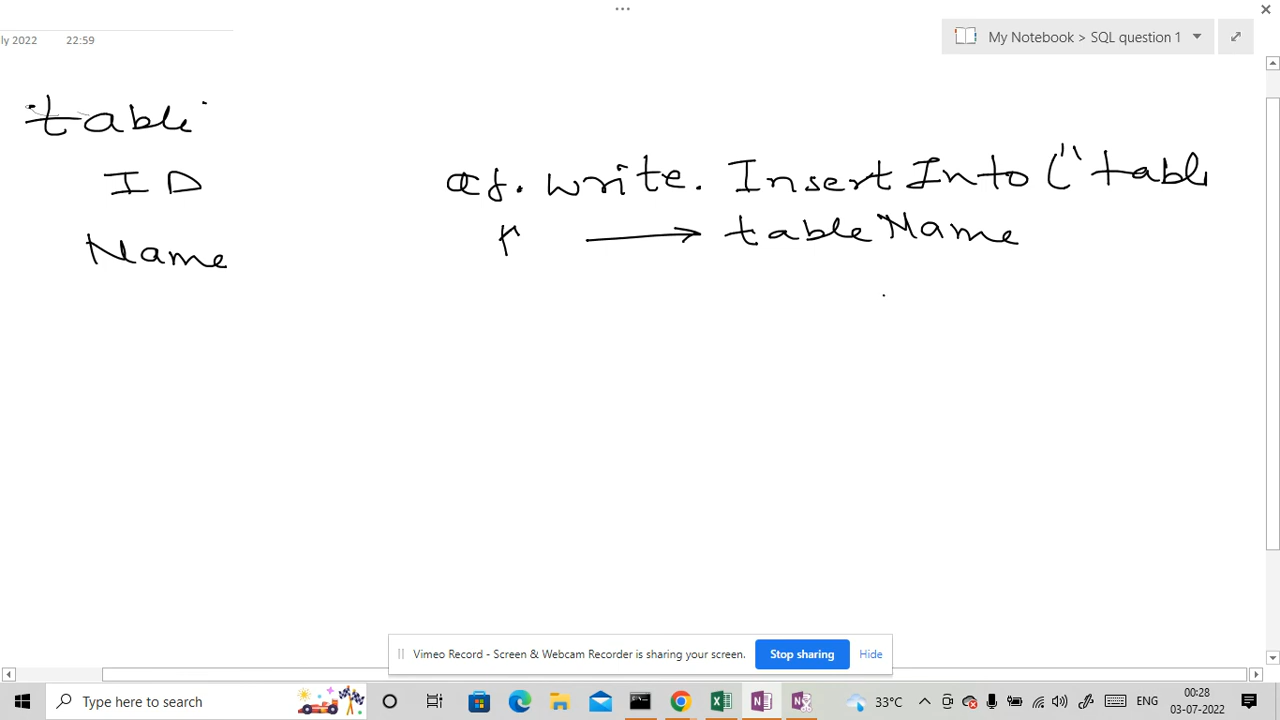 ...
ly 2022 22:59
My Notebook > SQL question 1
table
ID
Name
df.write.InsertInto("tabl
tableName
Vimeo Record - Screen & Webcam Recorder is sharing your screen.
Stop sharing
Hide
Type here to search
33°C
ENG
00:28
03-07-2022